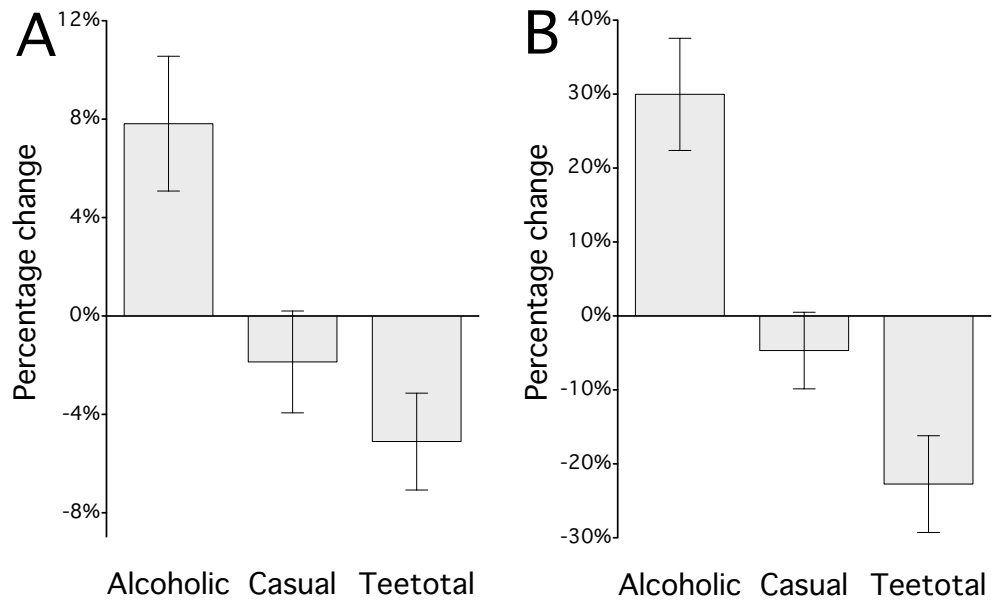 A
Percentage change
12%
8%
4%
0%
-4%
-8%
Alcoholic Casual Teetotal
B
Percentage change
40%
30%
20%
10%
0%
-10%
-20%
-30%
Alcoholic Casual Teetotal